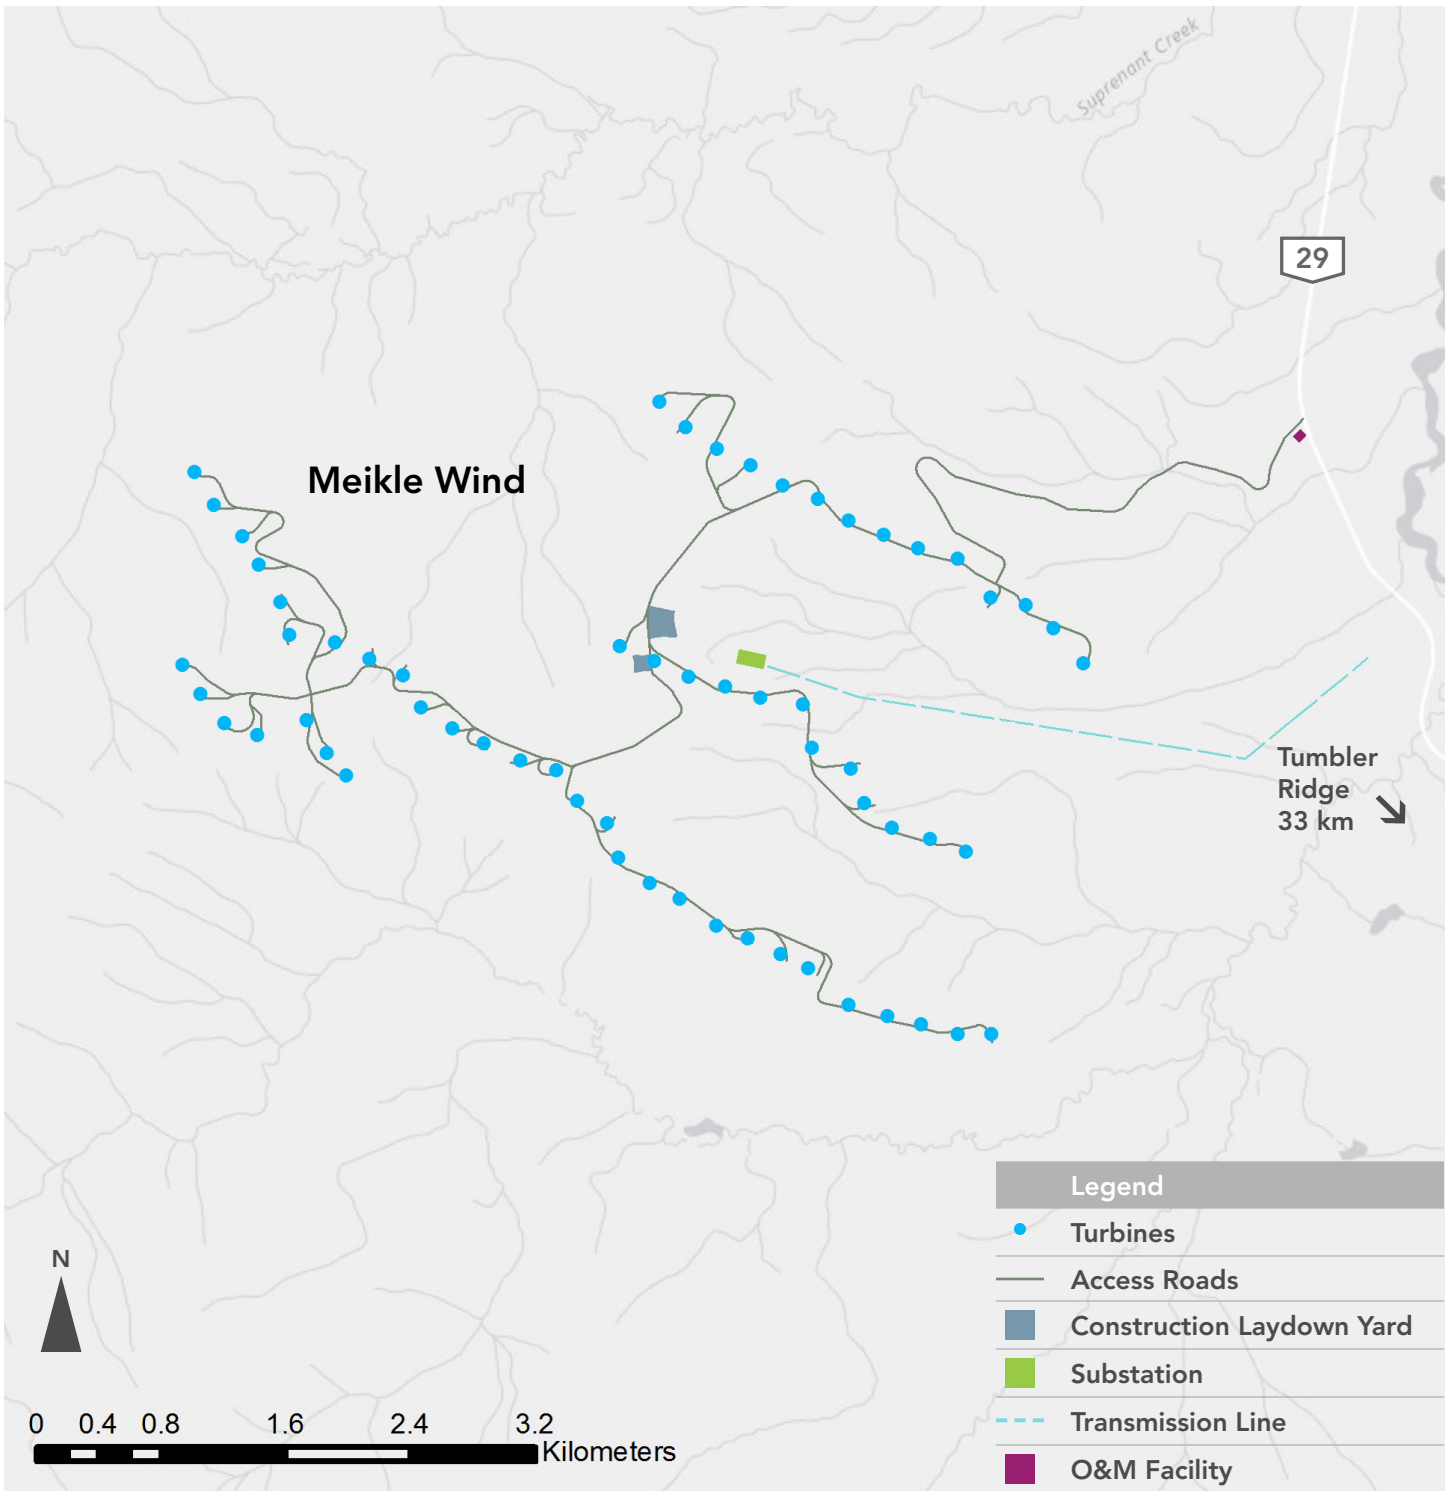 Suprenant Creek
29
Meikle Wind
Tumbler
Ridge
33 km
Legend
Turbines
Access Roads
Construction Laydown Yard
Substation
Transmission Line
O&M Facility
N
0 0.4 0.8 1.6 2.4 3.2
Kilometers